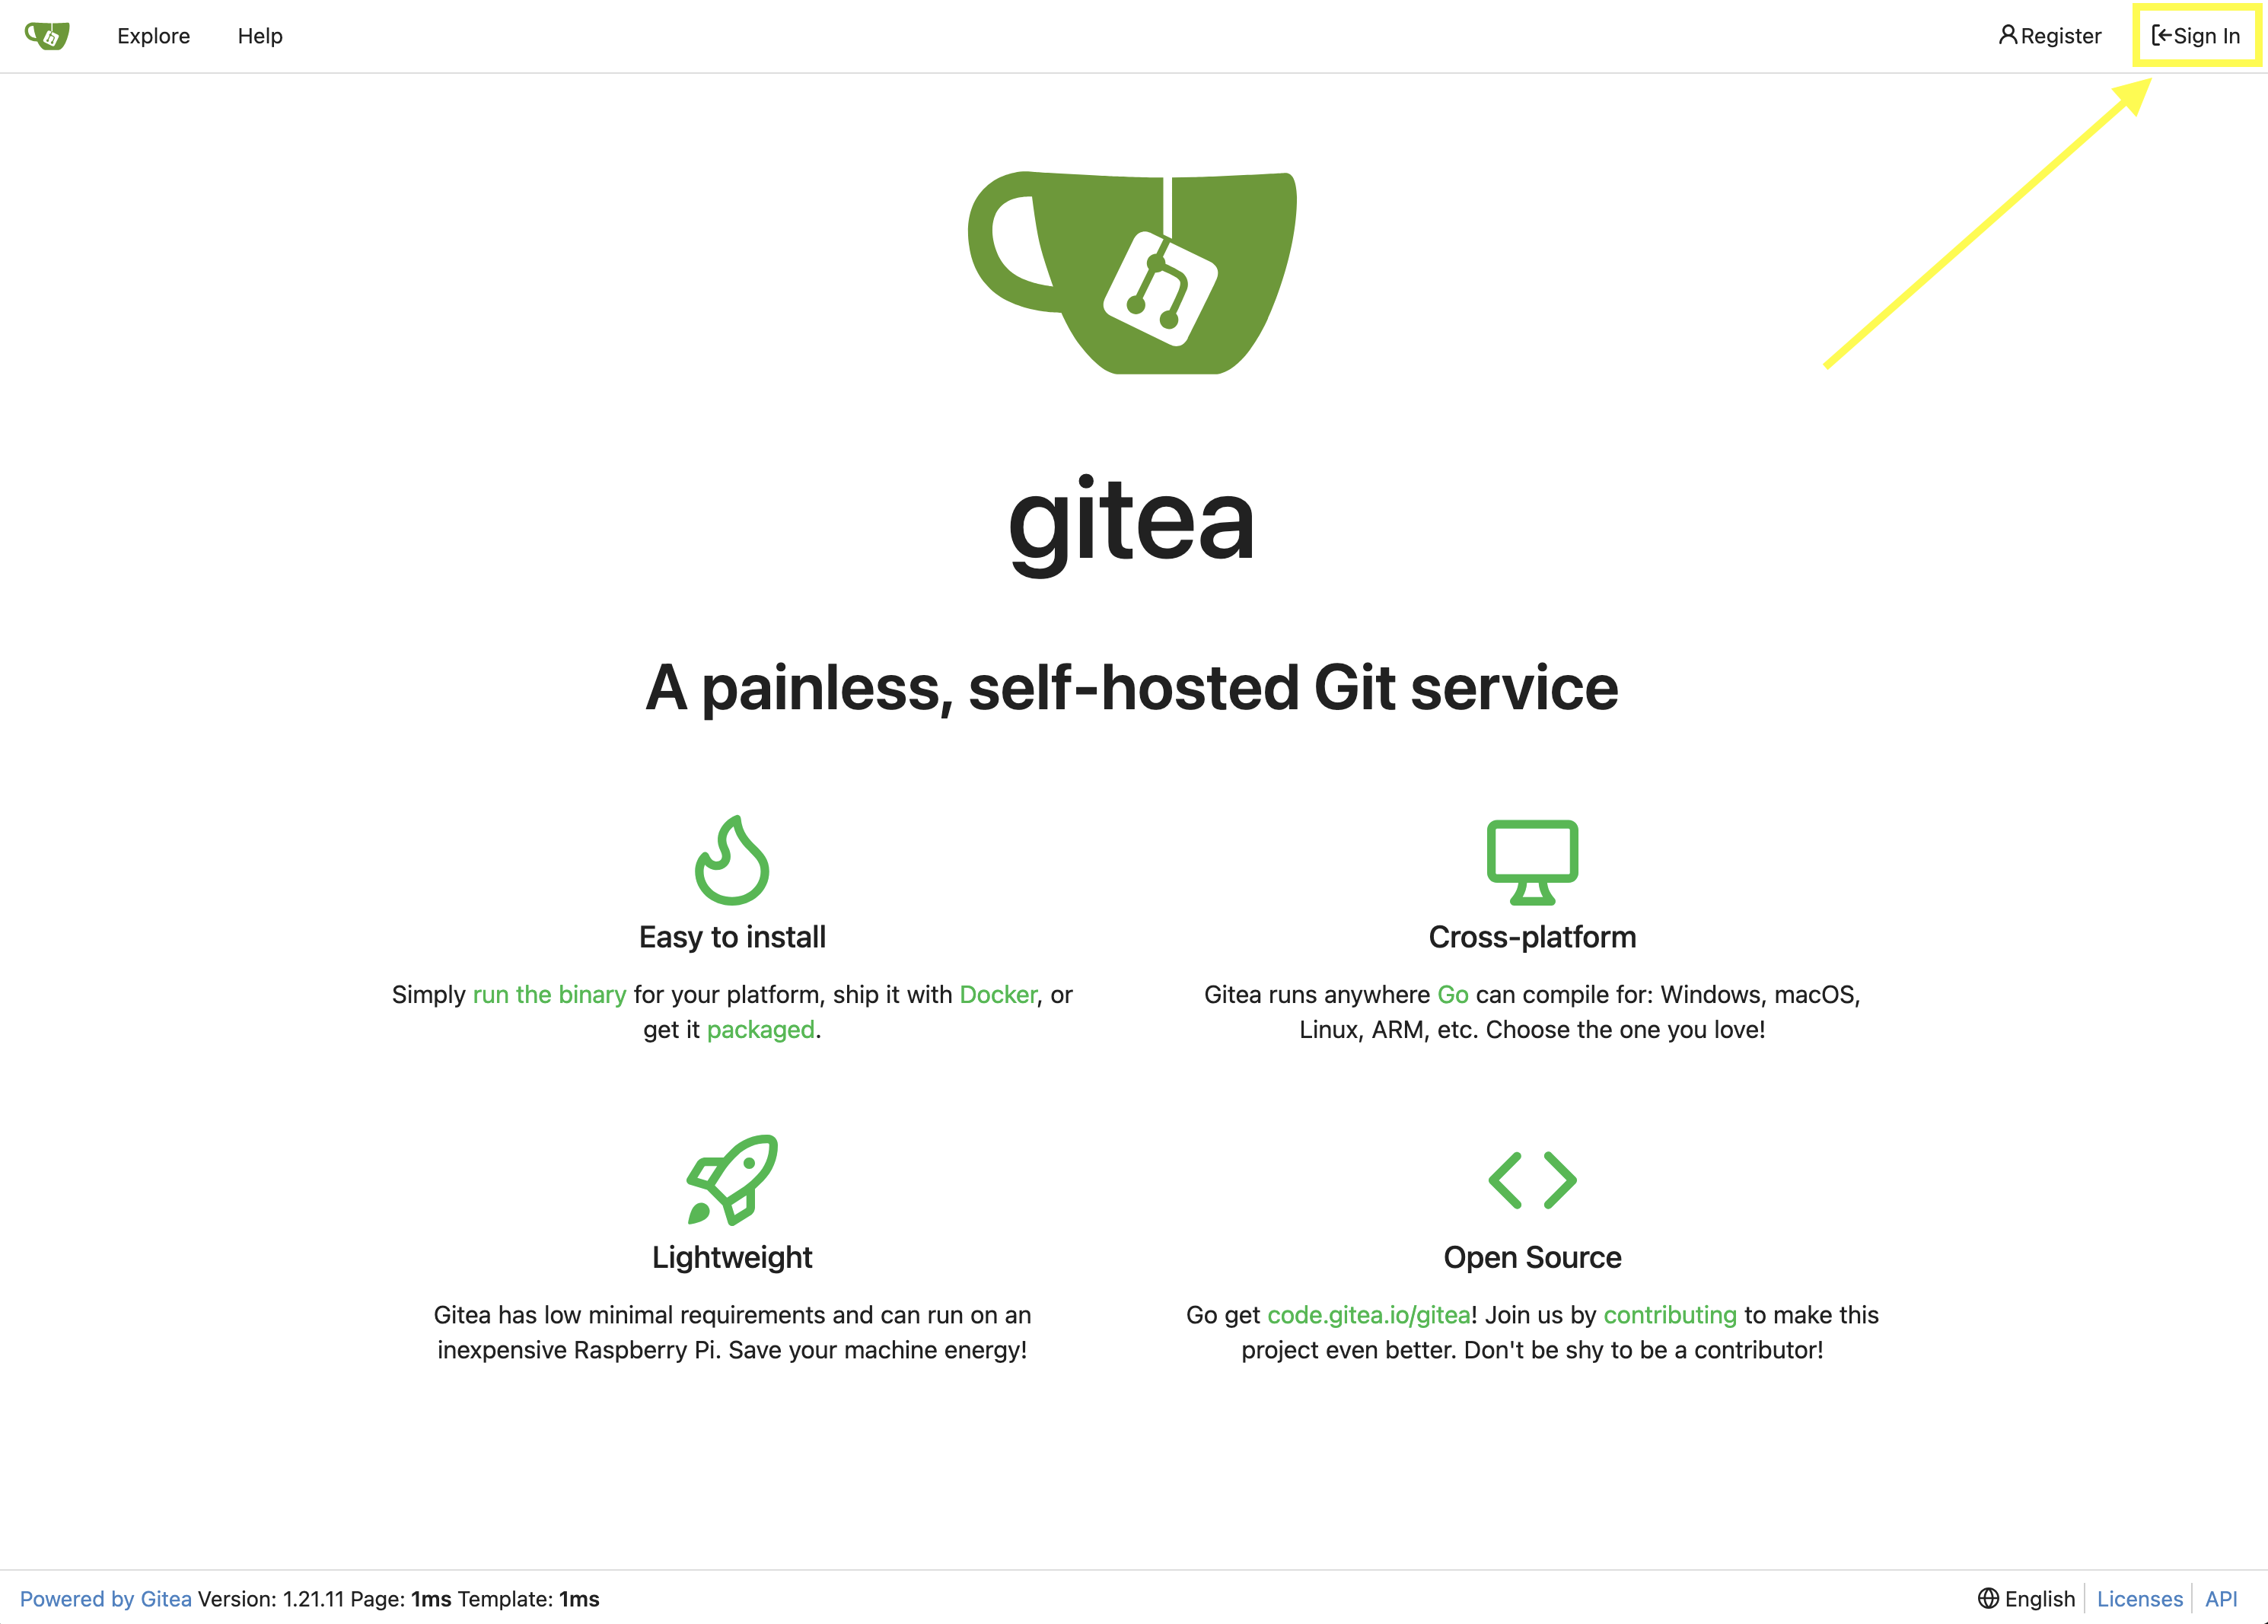 Explore Help Register Sign In
gitea
A painless, self-hosted Git service
Easy to install
Simply run the binary for your platform, ship it with Docker, or
get it packaged.
Cross-platform
Gitea runs anywhere Go can compile for: Windows, macOS,
Linux, ARM, etc. Choose the one you love!
Lightweight
Gitea has low minimal requirements and can run on an
inexpensive Raspberry Pi. Save your machine energy!
Open Source
Go get code.gitea.io/gitea! Join us by contributing to make this
project even better. Don't be shy to be a contributor!
Powered by Gitea Version: 1.21.11 Page: 1ms Template: 1ms English Licenses API